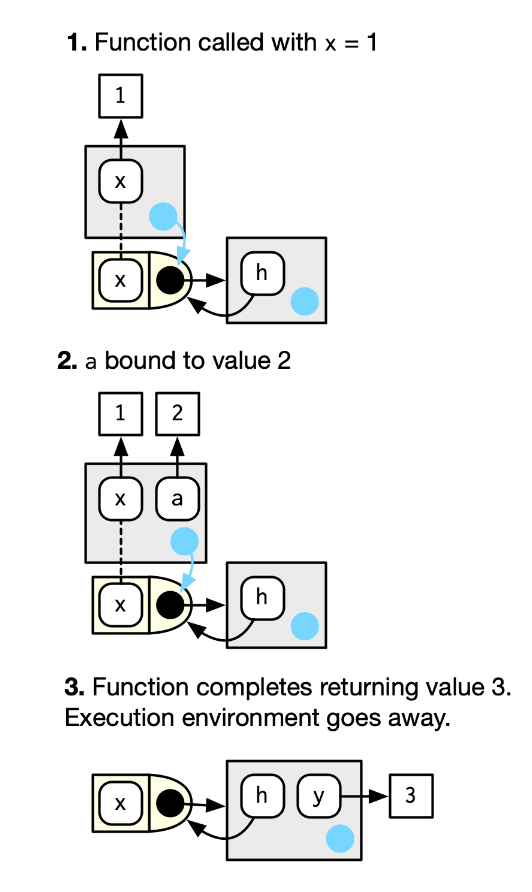 1. Function called with x = 1
1
x
x
h
2. a bound to value 2
1 2
x a
x
h
3. Function completes returning value 3.
Execution environment goes away.
x h y 3